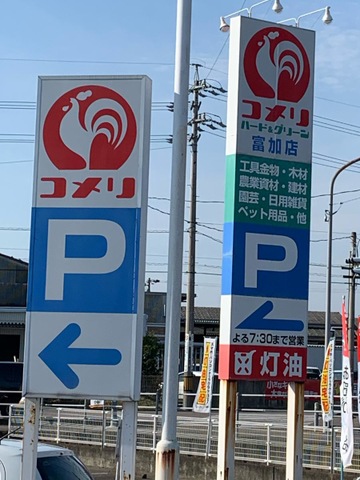 コメリ
P
コメリ
ハード&グリーン
富加店
工具金物・木材
農業資材・建材
園芸・日用雑貨
ペット用品・他
P
よる7:30まで営業
灯油